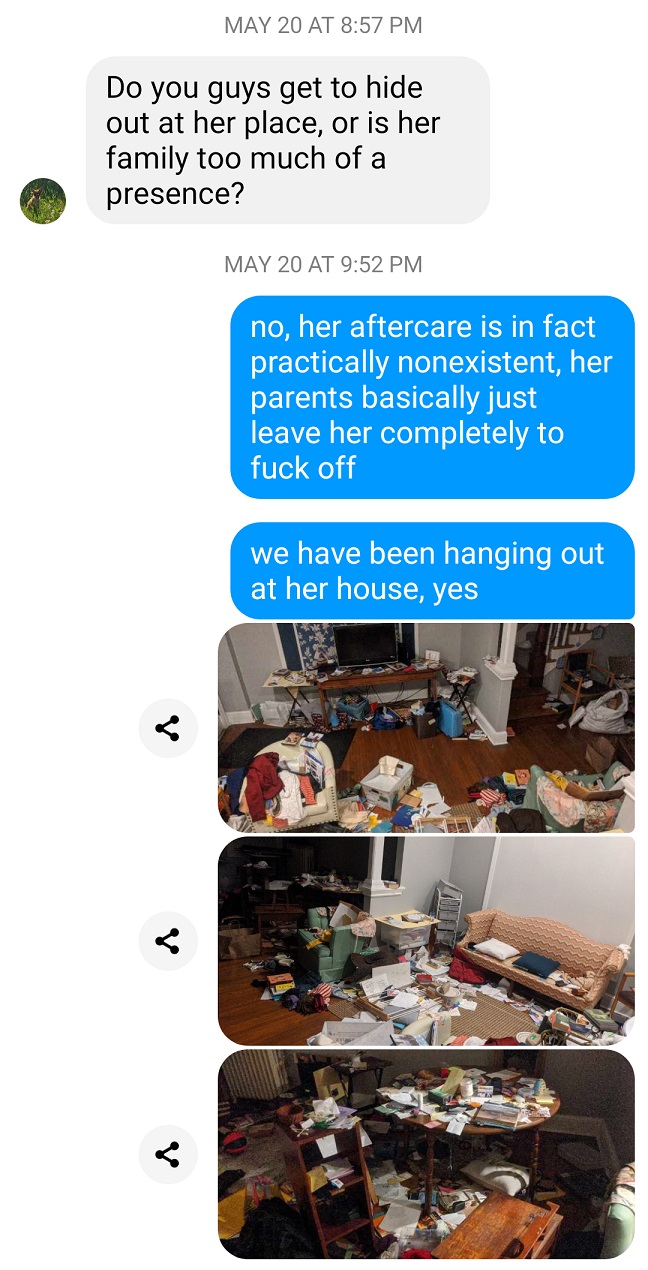 MAY 20 AT 8:57 PM
Do you guys get to hide
out at her place, or is her
family too much of a
presence?
MAY 20 AT 9:52 PM
no, her aftercare is in fact
practically nonexistent, her
parents basically just
leave her completely to
fuck off
we have been hanging out
at her house, yes